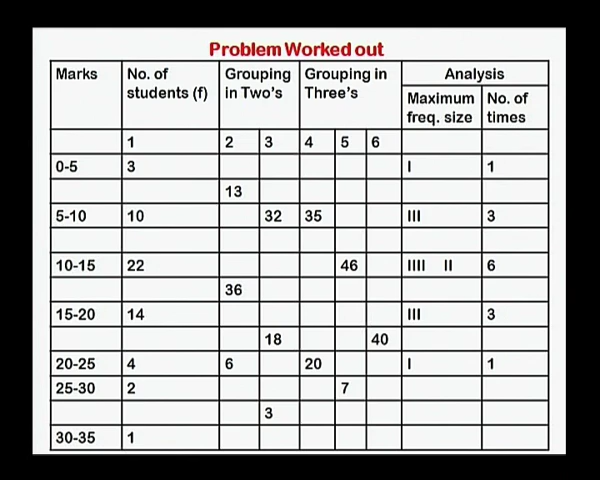 Problem Worked out
Marks No. of students (f) Grouping in Two's Grouping in Three's Analysis
Maximum freq. size No. of times
1 2 3 4 5 6
0-5 3 I 1
13
5-10 10 32 35 III 3
10-15 22 46 IIII II 6
36
15-20 14 III 3
18 40
20-25 4 6 20 I 1
25-30 2 7
3
30-35 1